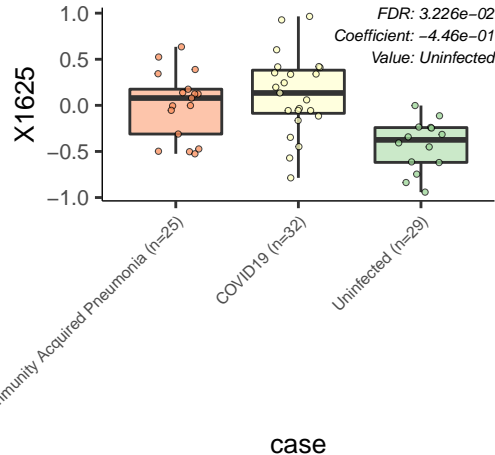 FDR: 3.226e−02
Coefficient: −4.46e−01
Value: Uninfected
X1625
1.0
0.5
0.0
−0.5
−1.0
Acquired Pneumonia (n=25)
COVID19 (n=32)
Uninfected (n=29)
case